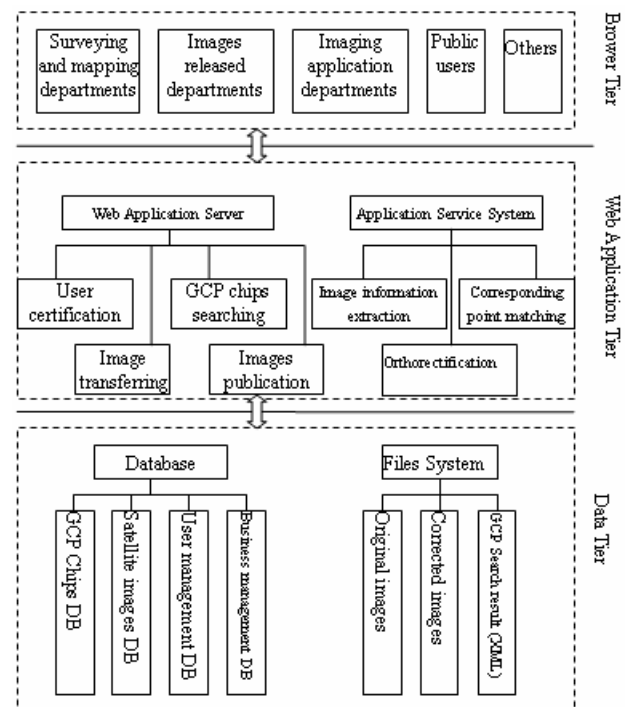 Surveying
and mapping
departments
Images
released
departments
Imaging
application
departments
Public
users
Others
Brower Tier
Web Application Server
Application Service System
User
certification
GCP chips
searching
Image information
extraction
Corresponding
point matching
Image
transferring
Images
publication
Orthorectification
Web Application Tier
Database
Files System
GCP Chips DB
Satellite images DB
User management DB
Business management DB
Original images
Corrected images
GCP Search result (XML)
Data Tier